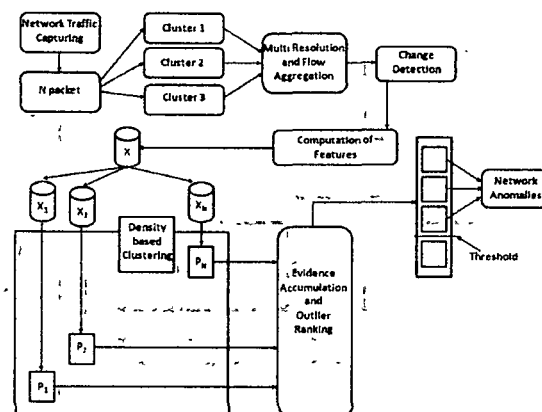 Network Traffic
Capturing
N packet
Cluster 1
Cluster 2
Cluster 3
Multi Resolution
and Flow
Aggregation
Change
Detection
Computation of
Features
X
X1
X2
XN
Density
based
Clustering
PN
P2
P1
Evidence
Accumulation
and
Outlier
Ranking
Network
Anomalies
Threshold